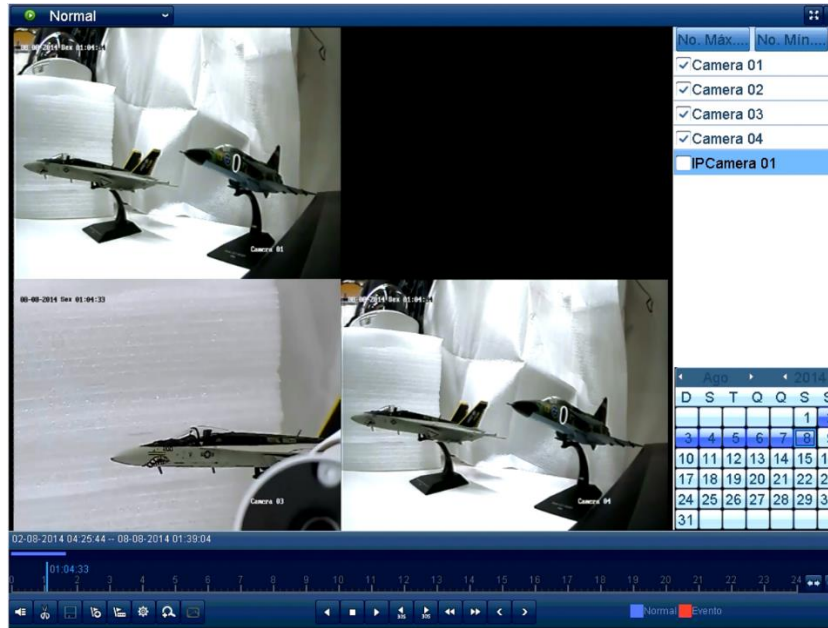 Normal
No. Máx.... No. Mín....
Camera 01
Camera 02
Camera 03
Camera 04
IPCamera 01
Camera 01
08-08-2014 Sex 01:04:33
Camera 03
Camera 04
Ago 2014
D S T Q Q S S
1
3 4 5 6 7 8
10 11 12 13 14 15
17 18 19 20 21 22
24 25 26 27 28 29
31
02-08-2014 04:25:44 -- 08-08-2014 01:39:04
01:04:33
0 1 2 3 4 5 6 7 8 9 10 11 12 13 14 15 16 17 18 19 20 21 22 23 24
30S 30S
Normal Evento